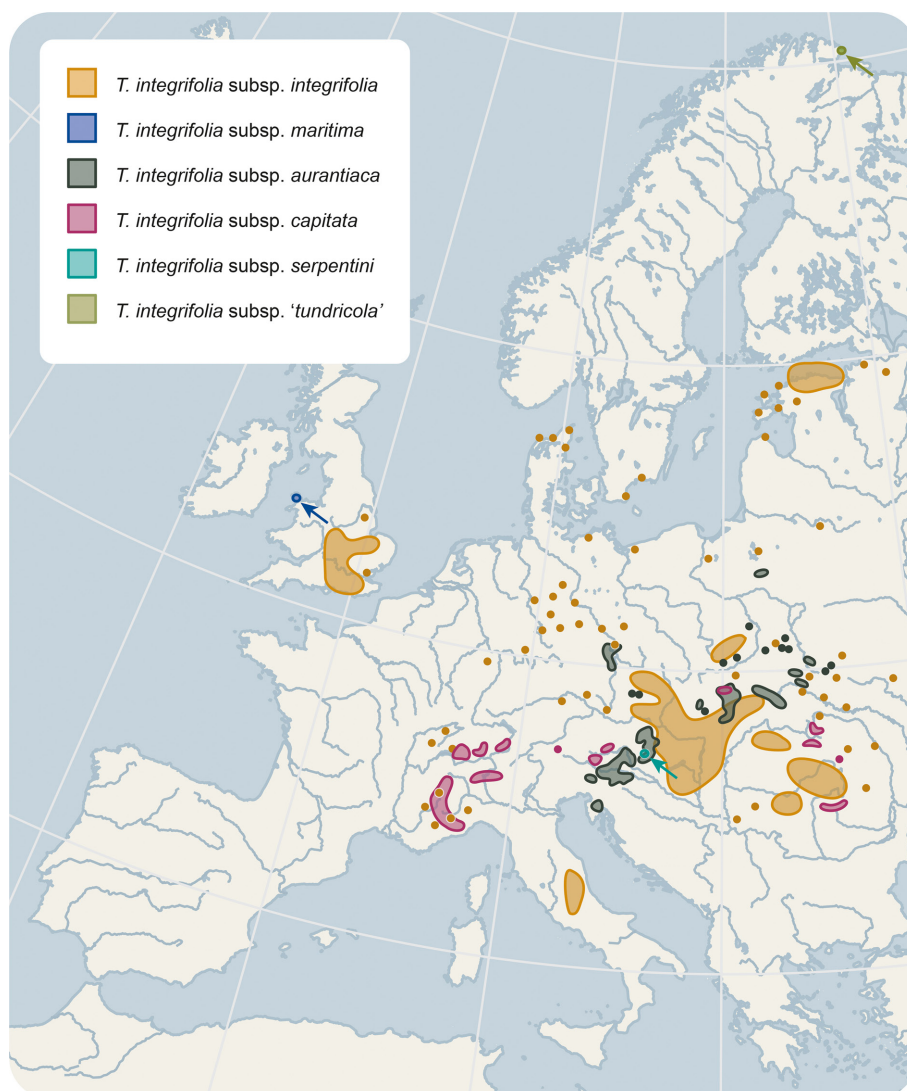 T. integrifolia subsp. integrifolia
T. integrifolia subsp. maritima
T. integrifolia subsp. aurantiaca
T. integrifolia subsp. capitata
T. integrifolia subsp. serpentini
T. integrifolia subsp. ‘tundricola’